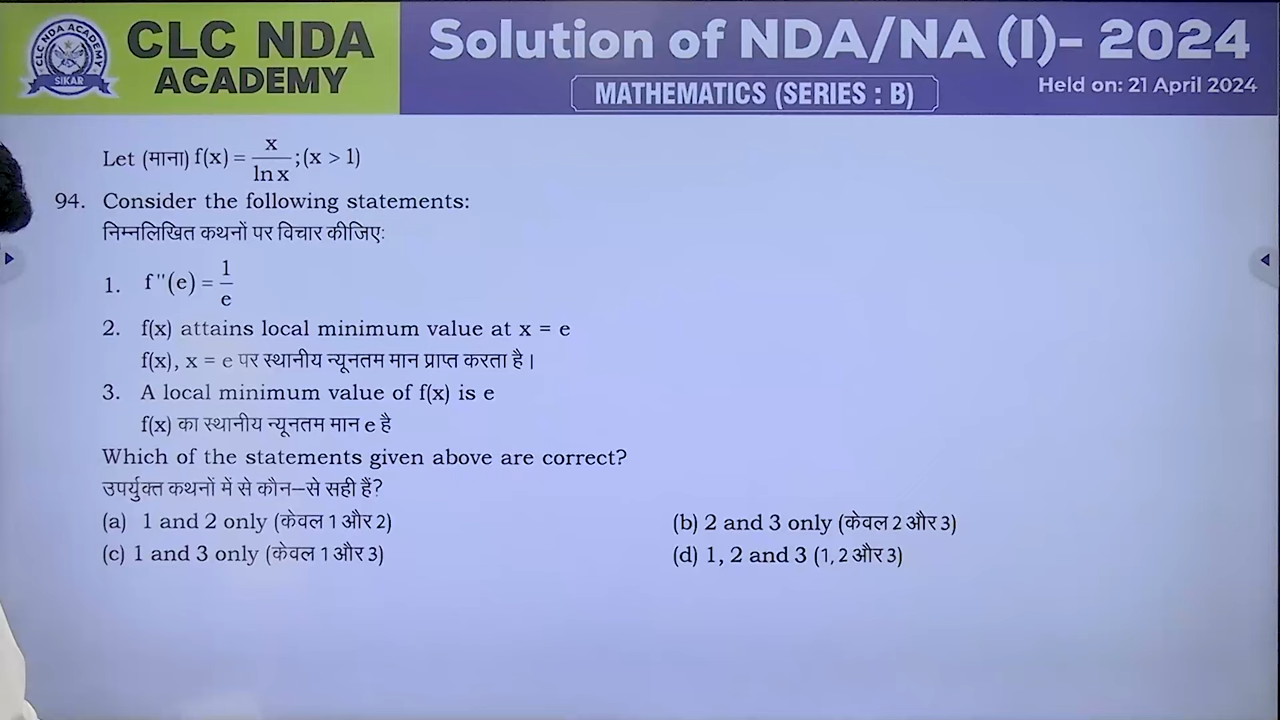 CLC NDA ACADEMY
SIKAR
CLC NDA
ACADEMY
Solution of NDA/NA (I)- 2024
MATHEMATICS (SERIES : B)
Held on: 21 April 2024
Let (माना) f(x) = x/ln x ; (x > 1)
94. Consider the following statements:
निम्नलिखित कथनों पर विचार कीजिए:
1. f"(e) = 1/e
2. f(x) attains local minimum value at x = e
f(x), x = e पर स्थानीय न्यूनतम मान प्राप्त करता है।
3. A local minimum value of f(x) is e
f(x) का स्थानीय न्यूनतम मान e है
Which of the statements given above are correct?
उपर्युक्त कथनों में से कौन–से सही हैं?
(a) 1 and 2 only (केवल 1 और 2)
(b) 2 and 3 only (केवल 2 और 3)
(c) 1 and 3 only (केवल 1 और 3)
(d) 1, 2 and 3 (1, 2 और 3)